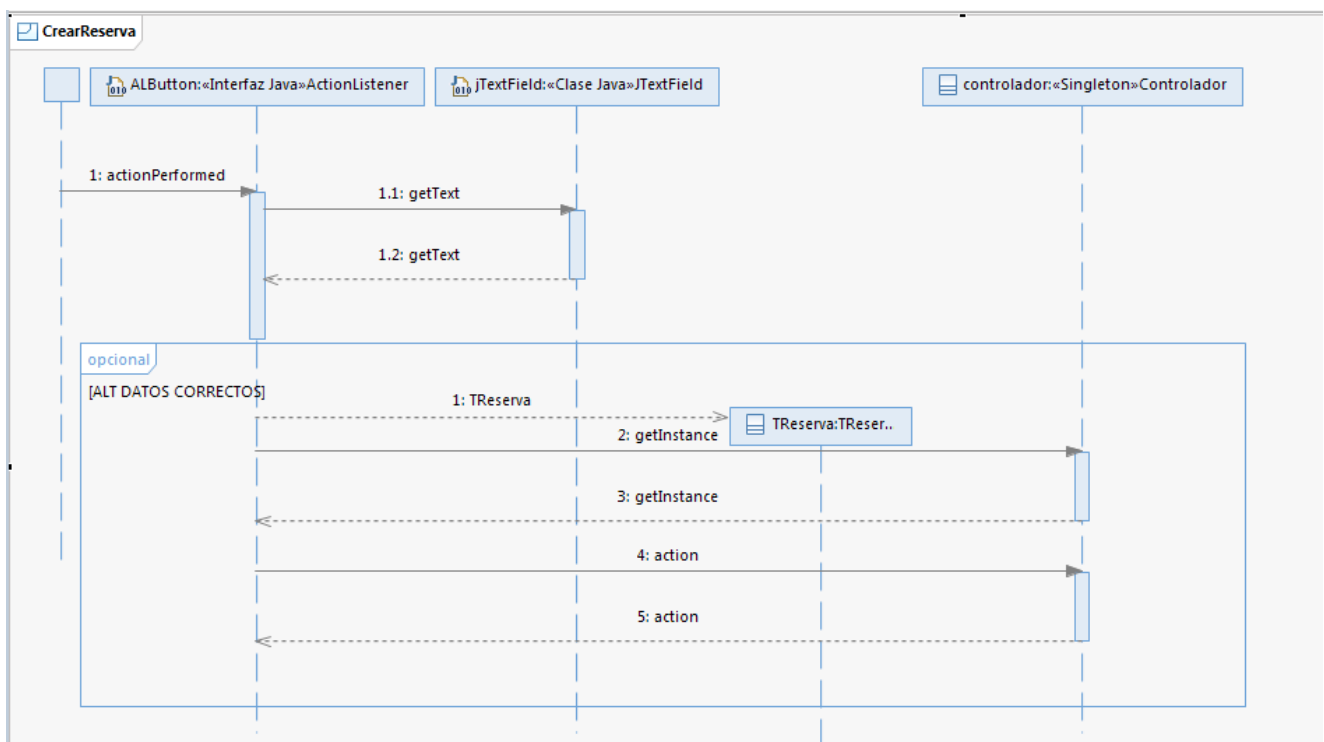 CrearReserva
ALButton:«Interfaz Java»ActionListener
jTextField:«Clase Java»JTextField
controlador:«Singleton»Controlador
1: actionPerformed
1.1: getText
1.2: getText
opcional
[ALT DATOS CORRECTOS]
1: TReserva
TReserva:TReser..
2: getInstance
3: getInstance
4: action
5: action